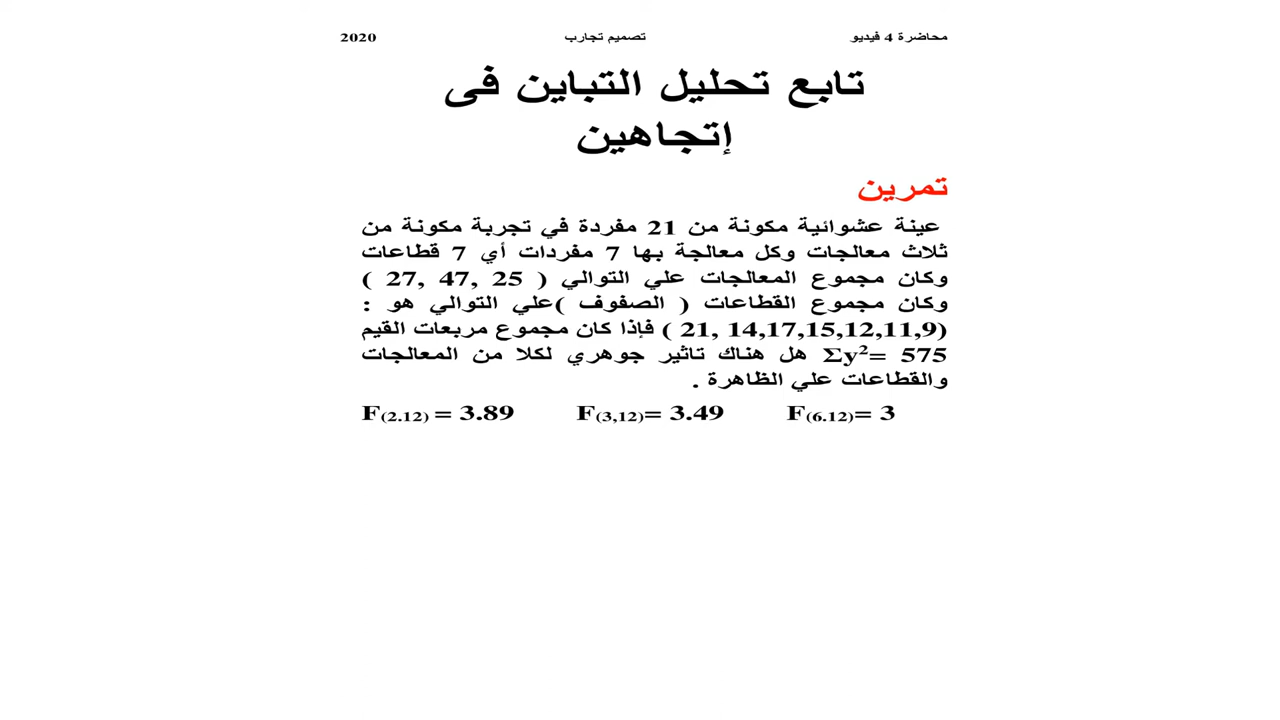 محاضرة 4 فيديو تصميم تجارب 2020
تابع تحليل التباين فى
إتجاهين
تمرين
عينة عشوائية مكونة من 21 مفردة في تجربة مكونة من
ثلاث معالجات وكل معالجة بها 7 مفردات أي 7 قطاعات
وكان مجموع المعالجات علي التوالي ( 25 ,47 ,27 )
وكان مجموع القطاعات ( الصفوف )علي التوالي هو :
(21, 14,17,15,12,11,9 ) فإذا كان مجموع مربعات القيم
Σy²= 575 هل هناك تاثير جوهري لكلا من المعالجات
والقطاعات علي الظاهرة .
F(2.12) = 3.89 F(3,12)= 3.49 F(6.12)= 3